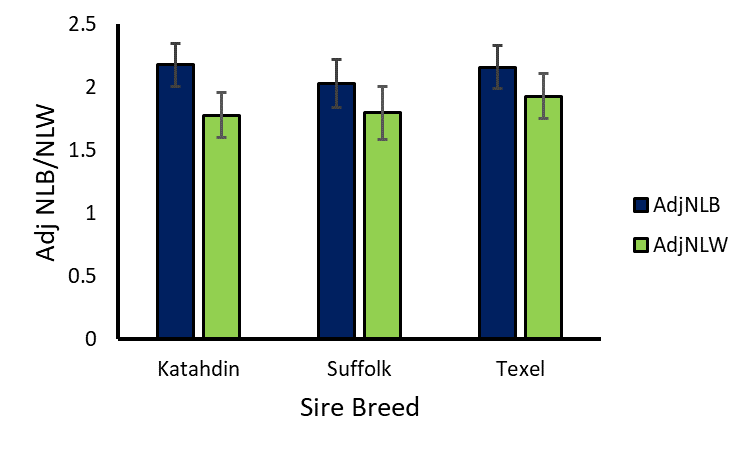 2.5
2
1.5
1
0.5
0
Adj NLB/NLW
Katahdin
Suffolk
Texel
Sire Breed
AdjNLB
AdjNLW